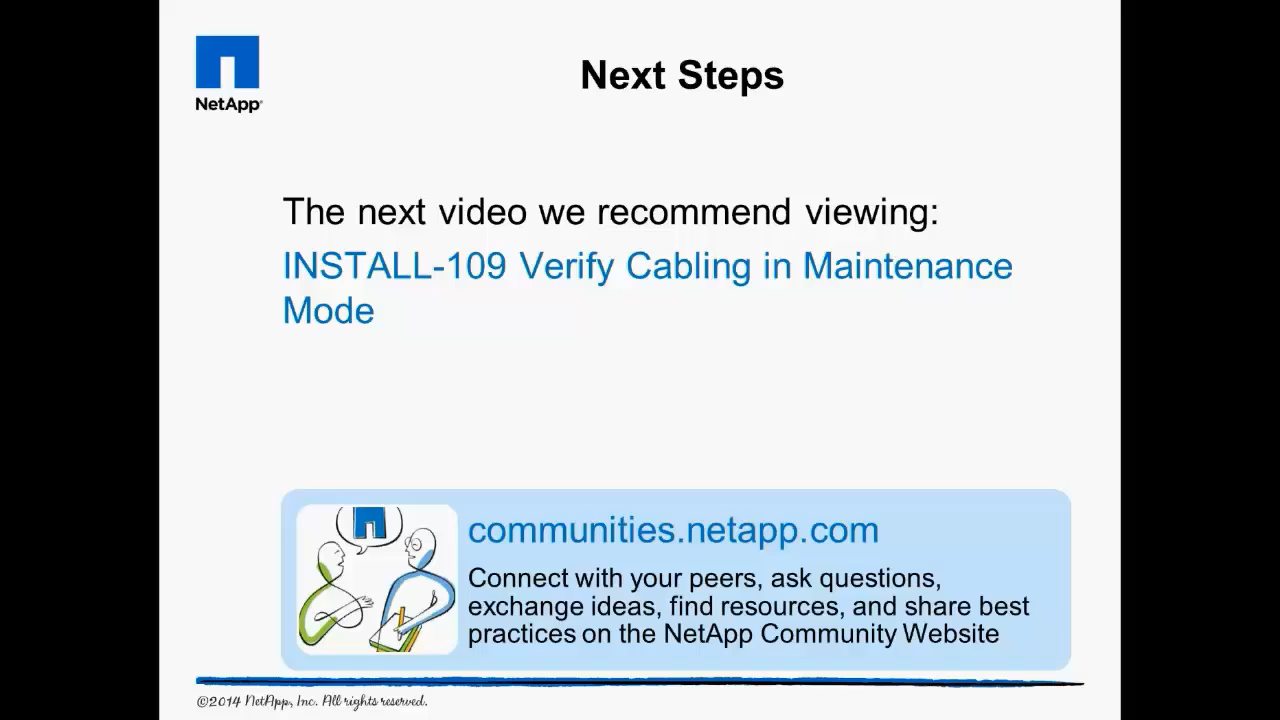 NetApp®
Next Steps
The next video we recommend viewing:
INSTALL-109 Verify Cabling in Maintenance
Mode
communities.netapp.com
Connect with your peers, ask questions,
exchange ideas, find resources, and share best
practices on the NetApp Community Website
©2014 NetApp, Inc. All rights reserved.